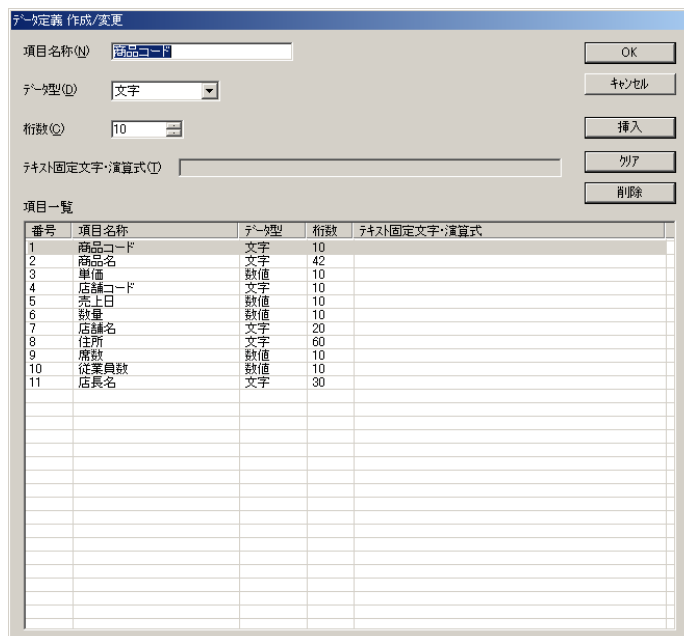 ﾃﾞｰﾀ定義 作成/変更
項目名称(N) 商品コード OK
ﾃﾞｰﾀ型(D) 文字 ｷｬﾝｾﾙ
桁数(C) 10 挿入
ﾃｷｽﾄ固定文字・演算式(T) ｸﾘｱ
削除
項目一覧
番号 項目名称 ﾃﾞｰﾀ型 桁数 ﾃｷｽﾄ固定文字・演算式
1 商品コード 文字 10
2 商品名 文字 42
3 単価 数値 10
4 店舗コード 文字 10
5 売上日 数値 10
6 数量 数値 10
7 店舗名 文字 20
8 住所 文字 60
9 席数 数値 10
10 従業員数 数値 10
11 店長名 文字 30